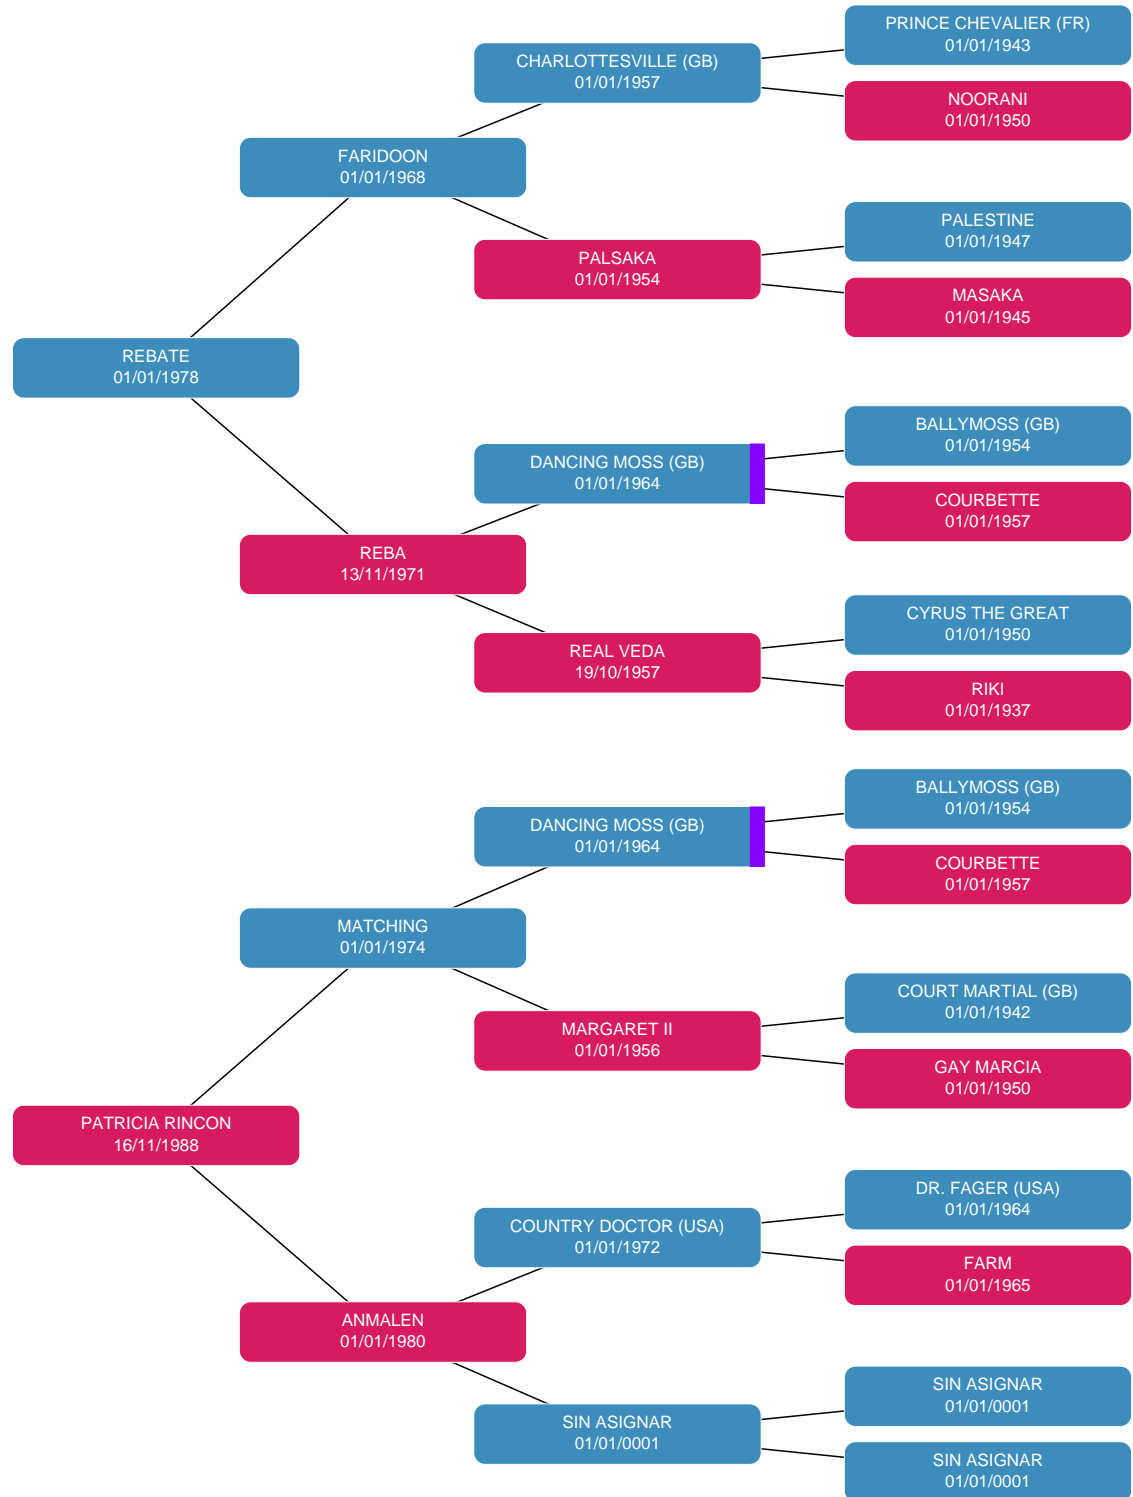 PRINCE CHEVALIER (FR)
01/01/1943
CHARLOTTESVILLE (GB)
01/01/1957
NOORANI
01/01/1950
FARIDOON
01/01/1968
PALESTINE
01/01/1947
PALSAKA
01/01/1954
MASAKA
01/01/1945
REBATE
01/01/1978
BALLYMOSS (GB)
01/01/1954
DANCING MOSS (GB)
01/01/1964
COURBETTE
01/01/1957
REBA
13/11/1971
CYRUS THE GREAT
01/01/1950
REAL VEDA
19/10/1957
RIKI
01/01/1937
BALLYMOSS (GB)
01/01/1954
DANCING MOSS (GB)
01/01/1964
COURBETTE
01/01/1957
MATCHING
01/01/1974
COURT MARTIAL (GB)
01/01/1942
MARGARET II
01/01/1956
GAY MARCIA
01/01/1950
PATRICIA RINCON
16/11/1988
DR. FAGER (USA)
01/01/1964
COUNTRY DOCTOR (USA)
01/01/1972
FARM
01/01/1965
ANMALEN
01/01/1980
SIN ASIGNAR
01/01/0001
SIN ASIGNAR
01/01/0001
SIN ASIGNAR
01/01/0001